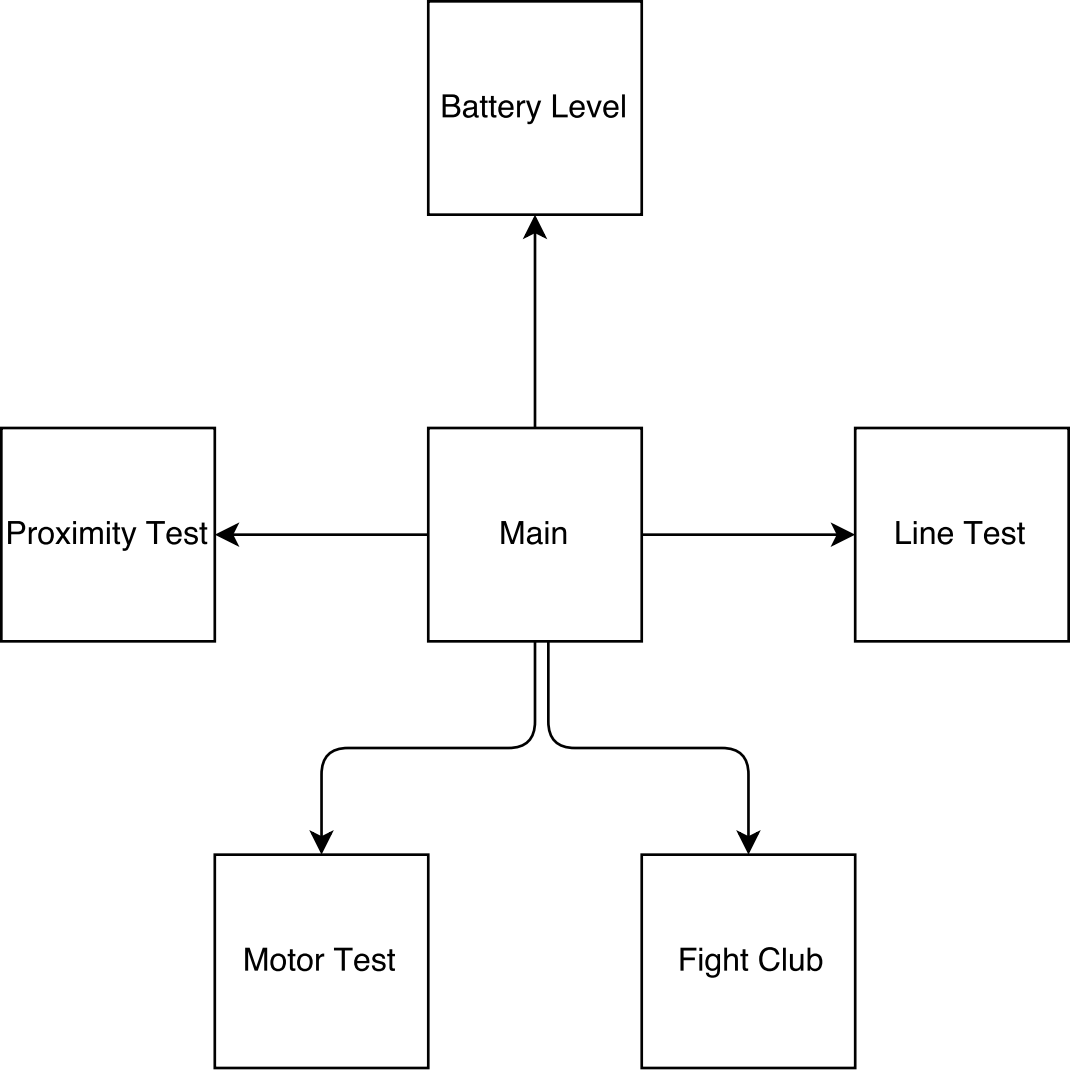 Battery Level
Proximity Test
Main
Line Test
Motor Test
Fight Club